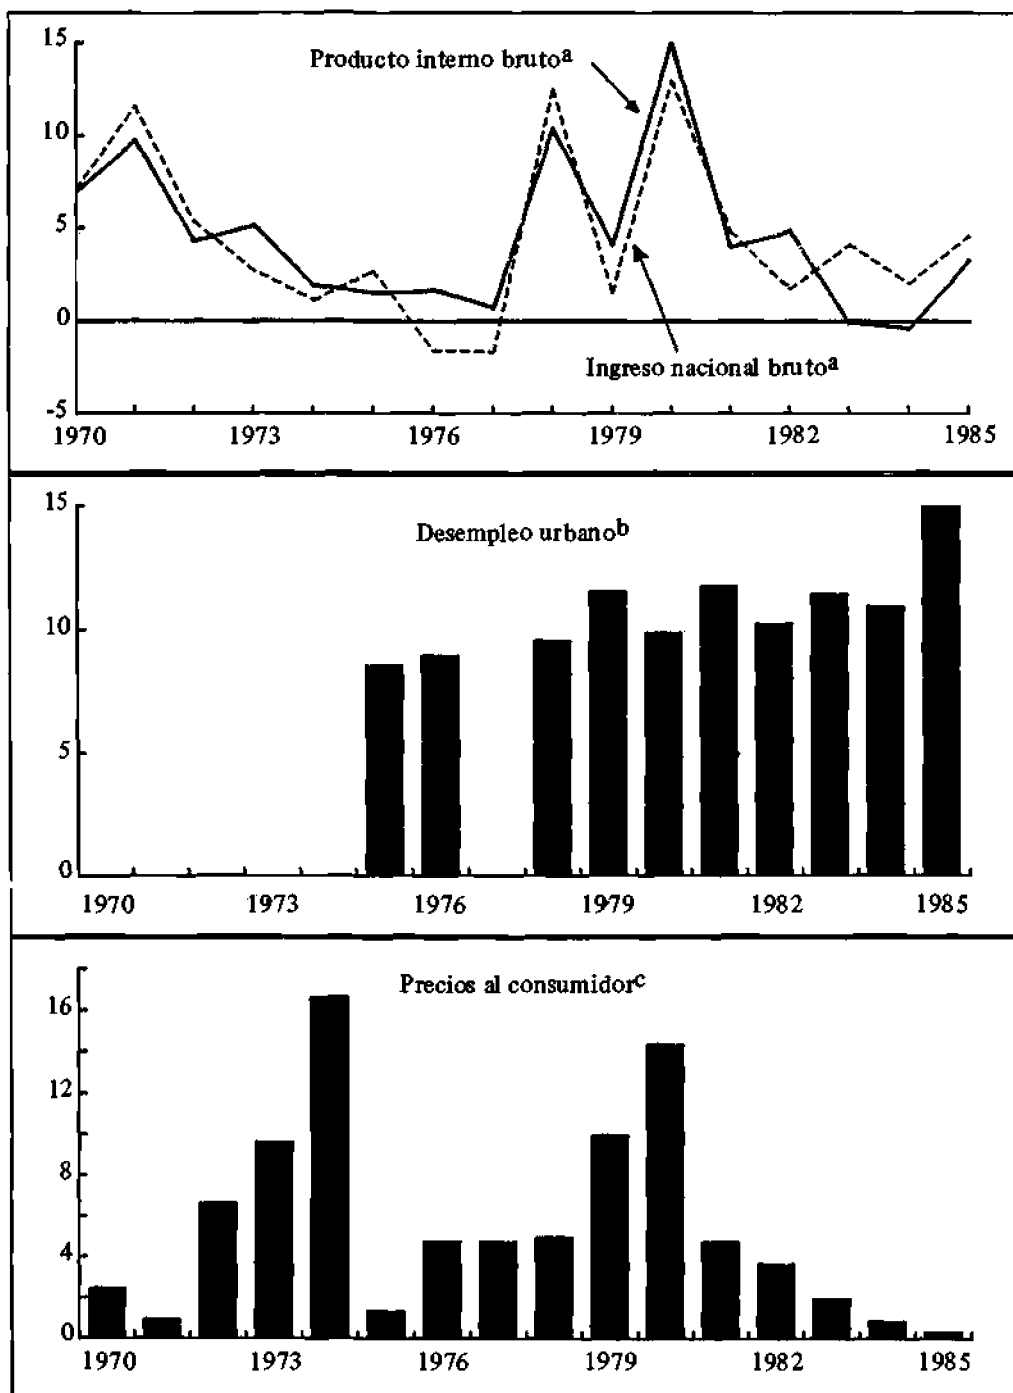 15
Producto interno bruto^a
10
5
0
Ingreso nacional bruto^a
-5
1970 1973 1976 1979 1982 1985
15
Desempleo urbano^b
10
5
0
1970 1973 1976 1979 1982 1985
Precios al consumidor^c
16
12
8
4
0
1970 1973 1976 1979 1982 1985